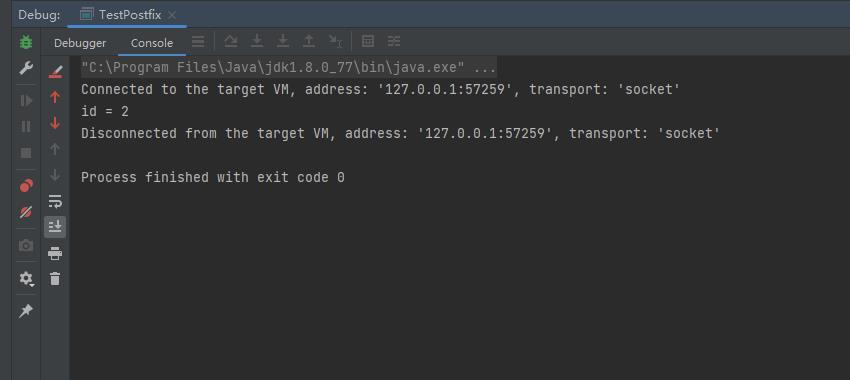 Debug: TestPostfix
Debugger Console
"C:\Program Files\Java\jdk1.8.0_77\bin\java.exe" ...
Connected to the target VM, address: '127.0.0.1:57259', transport: 'socket'
id = 2
Disconnected from the target VM, address: '127.0.0.1:57259', transport: 'socket'
Process finished with exit code 0